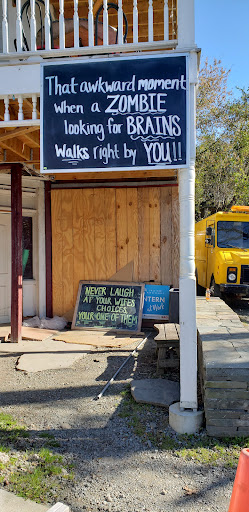 That awkward moment
when a ZOMBIE
looking for BRAINS
Walks right by YOU!!
NEVER LAUGH
AT YOUR WIFES
CHOICES
YOUR ONE OF THEM